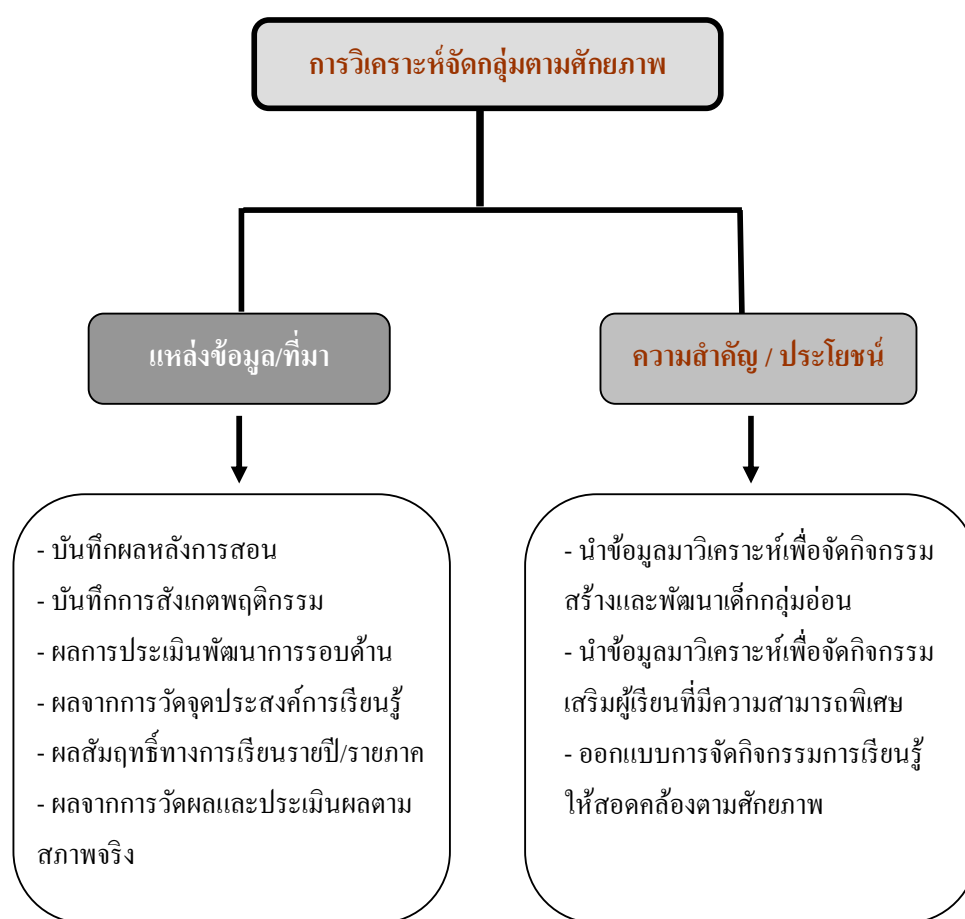 การวิเคราะห์จัดกลุ่มตามศักยภาพ
แหล่งข้อมูล/ที่มา
ความสำคัญ / ประโยชน์
- บันทึกผลหลังการสอน
- บันทึกการสังเกตพฤติกรรม
- ผลการประเมินพัฒนาการรอบด้าน
- ผลจากการวัดจุดประสงค์การเรียนรู้
- ผลสัมฤทธิ์ทางการเรียนรายปี/รายภาค
- ผลจากการวัดผลและประเมินผลตาม
สภาพจริง
- นำข้อมูลมาวิเคราะห์เพื่อจัดกิจกรรม
สร้างและพัฒนาเด็กกลุ่มอ่อน
- นำข้อมูลมาวิเคราะห์เพื่อจัดกิจกรรม
เสริมผู้เรียนที่มีความสามารถพิเศษ
- ออกแบบการจัดกิจกรรมการเรียนรู้
ให้สอดคล้องตามศักยภาพ